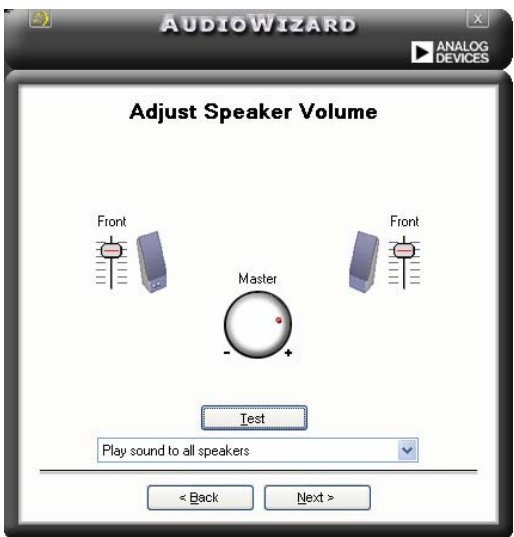 AUDIOWIZARD
X
ANALOG
DEVICES
Adjust Speaker Volume
Front
Front
Master
- +
Test
Play sound to all speakers
< Back
Next >